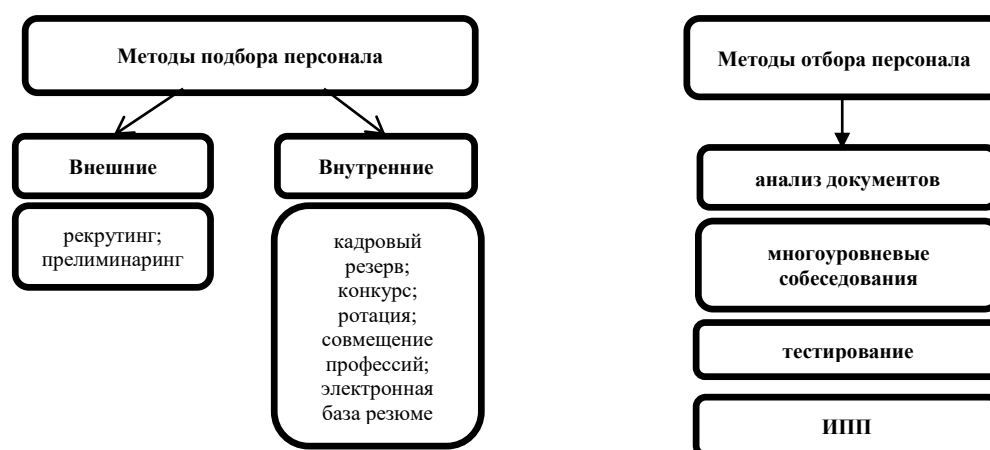 Методы подбора персонала
Внешние
рекрутинг;
прелиминаринг
Внутренние
кадровый
резерв;
конкурс;
ротация;
совмещение
профессий;
электронная
база резюме
Методы отбора персонала
анализ документов
многоуровневые
собеседования
тестирование
ИПП